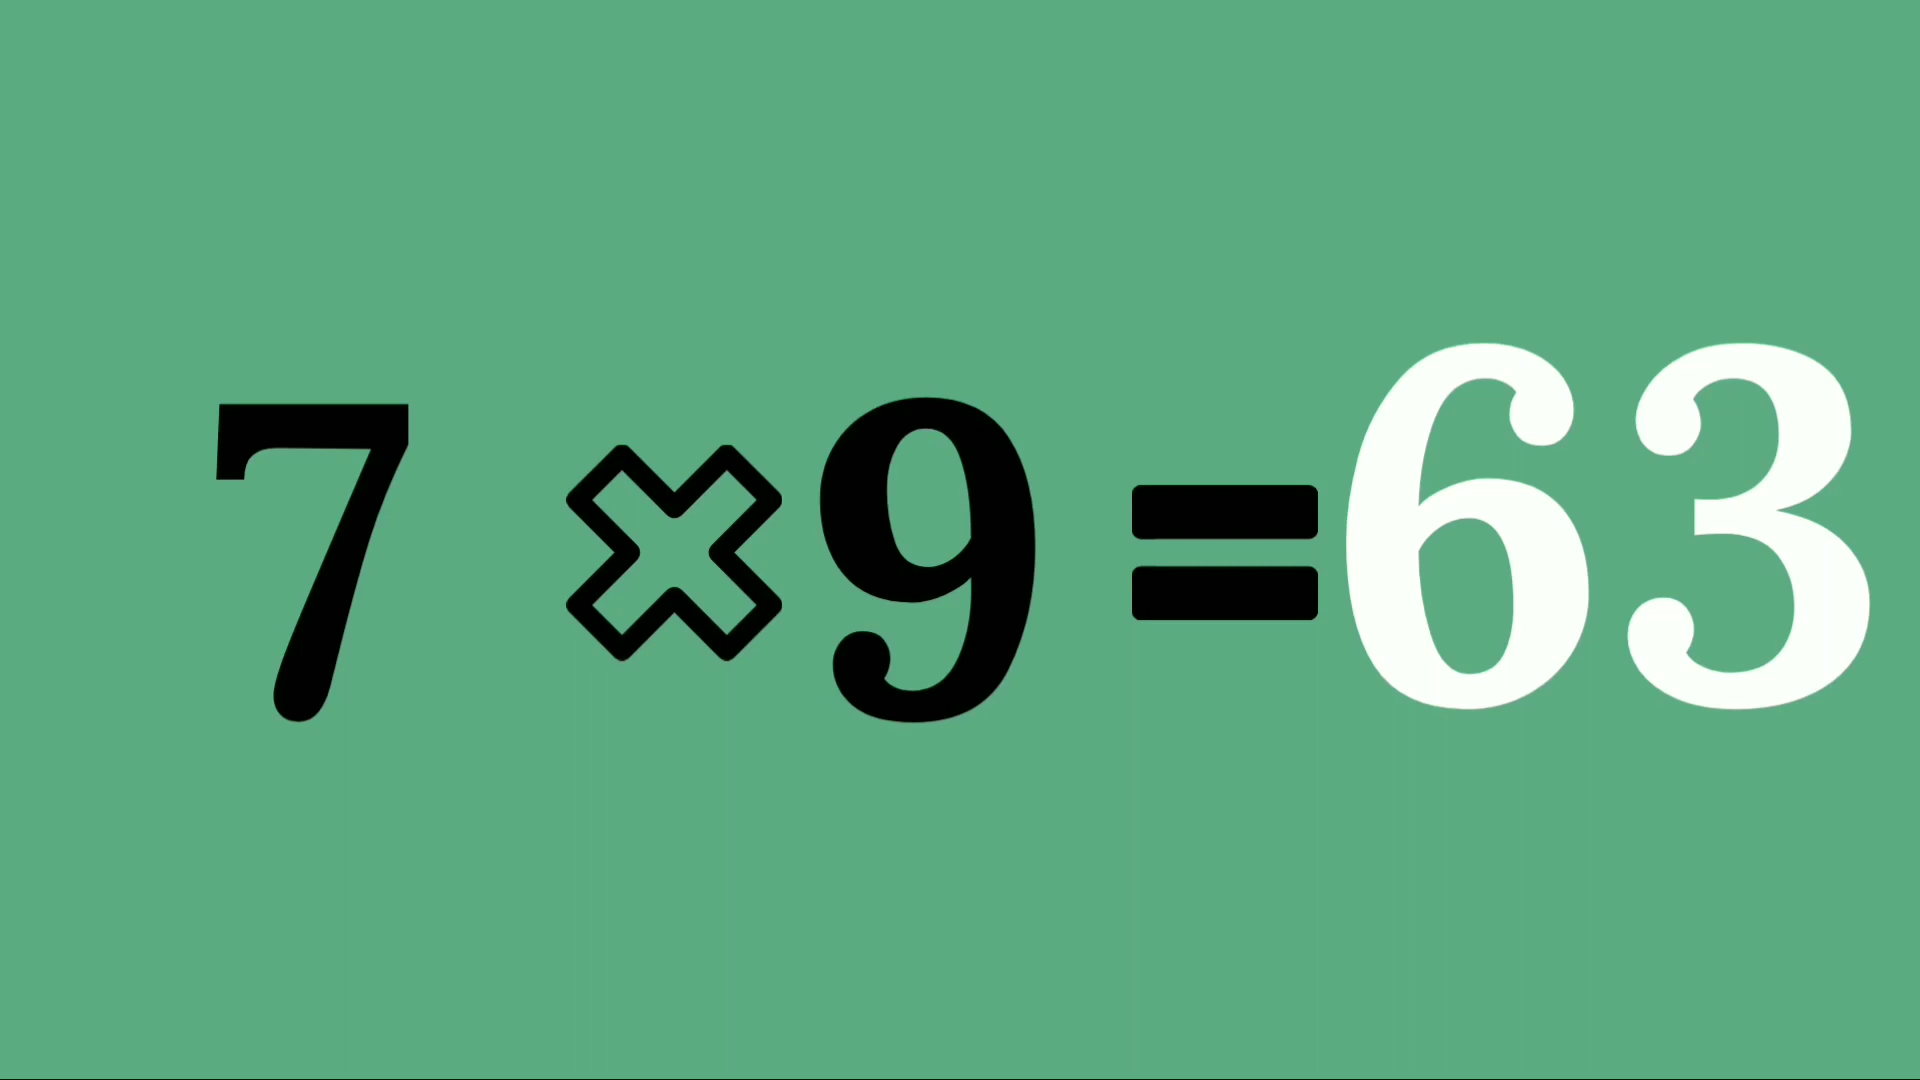 7 × 9 = 63